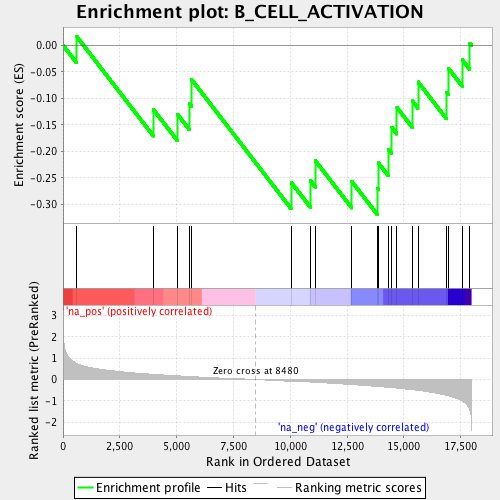 Enrichment plot: B_CELL_ACTIVATION
Enrichment score (ES)
0.00
-0.05
-0.10
-0.15
-0.20
-0.25
-0.30
'na_pos' (positively correlated)
Ranked list metric (PreRanked)
3
2
1
0
-1
-2
Zero cross at 8480
'na_neg' (negatively correlated)
0
2,500
5,000
7,500
10,000
12,500
15,000
17,500
Rank in Ordered Dataset
Enrichment profile
Hits
Ranking metric scores